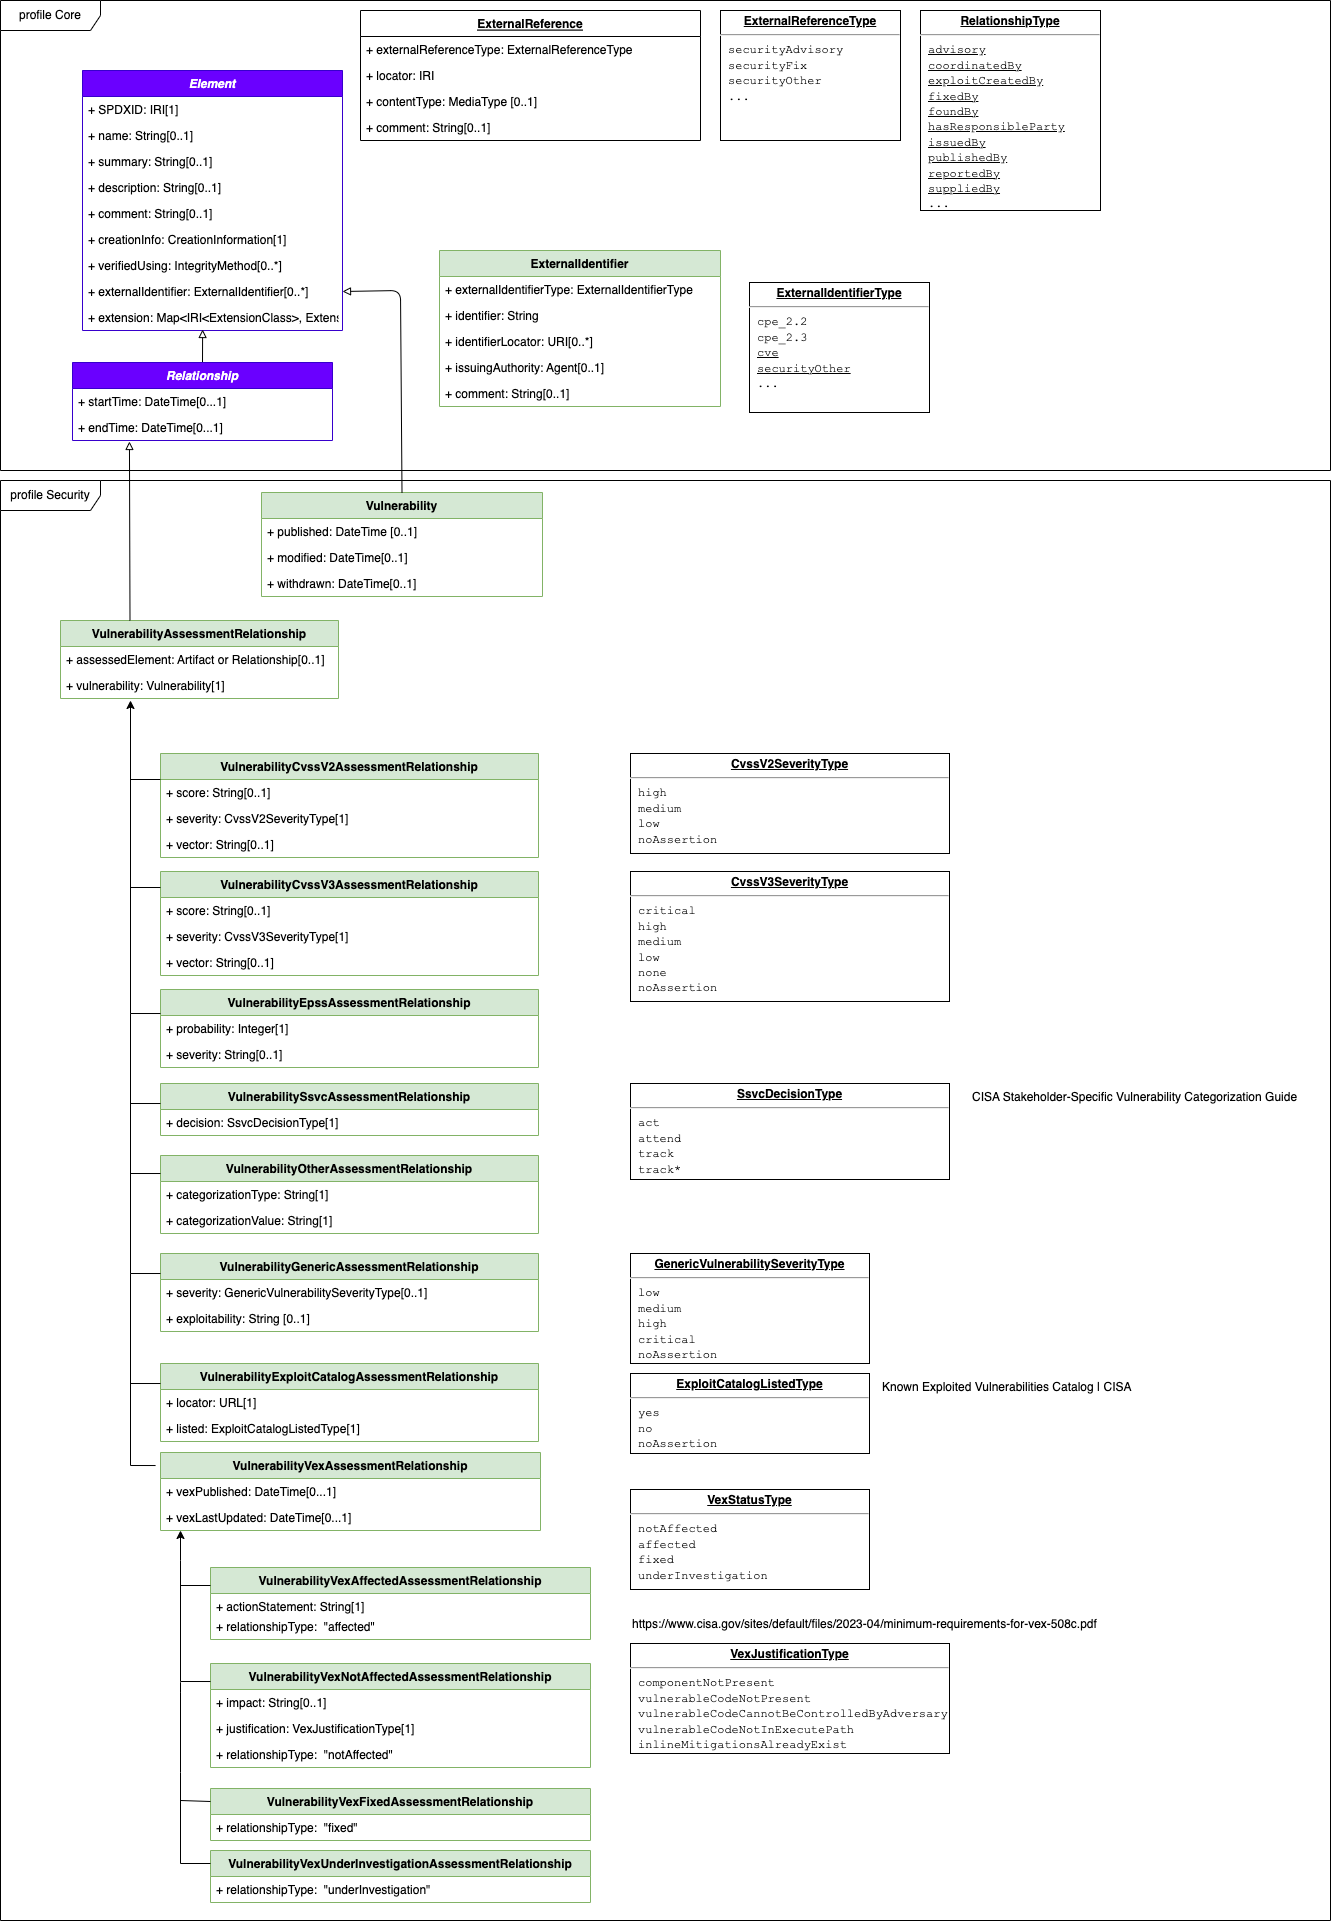 profile Core
ExternalReference
+ externalReferenceType: ExternalReferenceType
+ locator: IRI
+ contentType: MediaType [0..1]
+ comment: String[0..1]
ExternalReferenceType
securityAdvisory
securityFix
securityOther
...
RelationshipType
advisory
coordinatedBy
exploitCreatedBy
fixedBy
foundBy
hasResponsibleParty
issuedBy
publishedBy
reportedBy
suppliedBy
...
Element
+ SPDXID: IRI[1]
+ name: String[0..1]
+ summary: String[0..1]
+ description: String[0..1]
+ comment: String[0..1]
+ creationInfo: CreationInformation[1]
+ verifiedUsing: IntegrityMethod[0..*]
+ externalIdentifier: ExternalIdentifier[0..*]
+ extension: Map<IRI<ExtensionClass>, Extens
ExternalIdentifier
+ externalIdentifierType: ExternalIdentifierType
+ identifier: String
+ identifierLocator: URI[0..*]
+ issuingAuthority: Agent[0..1]
+ comment: String[0..1]
ExternalIdentifierType
cpe_2.2
cpe_2.3
cve
securityOther
...
Relationship
+ startTime: DateTime[0...1]
+ endTime: DateTime[0...1]
profile Security
Vulnerability
+ published: DateTime [0..1]
+ modified: DateTime[0..1]
+ withdrawn: DateTime[0..1]
VulnerabilityAssessmentRelationship
+ assessedElement: Artifact or Relationship[0..1]
+ vulnerability: Vulnerability[1]
VulnerabilityCvssV2AssessmentRelationship
+ score: String[0..1]
+ severity: CvssV2SeverityType[1]
+ vector: String[0..1]
CvssV2SeverityType
high
medium
low
noAssertion
VulnerabilityCvssV3AssessmentRelationship
+ score: String[0..1]
+ severity: CvssV3SeverityType[1]
+ vector: String[0..1]
CvssV3SeverityType
critical
high
medium
low
none
noAssertion
VulnerabilityEpssAssessmentRelationship
+ probability: Integer[1]
+ severity: String[0..1]
VulnerabilitySsvcAssessmentRelationship
+ decision: SsvcDecisionType[1]
SsvcDecisionType
act
attend
track
track*
CISA Stakeholder-Specific Vulnerability Categorization Guide
VulnerabilityOtherAssessmentRelationship
+ categorizationType: String[1]
+ categorizationValue: String[1]
VulnerabilityGenericAssessmentRelationship
+ severity: GenericVulnerabilitySeverityType[0..1]
+ exploitability: String [0..1]
GenericVulnerabilitySeverityType
low
medium
high
critical
noAssertion
VulnerabilityExploitCatalogAssessmentRelationship
+ locator: URL[1]
+ listed: ExploitCatalogListedType[1]
ExploitCatalogListedType
yes
no
noAssertion
Known Exploited Vulnerabilities Catalog | CISA
VulnerabilityVexAssessmentRelationship
+ vexPublished: DateTime[0...1]
+ vexLastUpdated: DateTime[0...1]
VexStatusType
notAffected
affected
fixed
underInvestigation
VulnerabilityVexAffectedAssessmentRelationship
+ actionStatement: String[1]
+ relationshipType: "affected"
https://www.cisa.gov/sites/default/files/2023-04/minimum-requirements-for-vex-508c.pdf
VulnerabilityVexNotAffectedAssessmentRelationship
+ impact: String[0..1]
+ justification: VexJustificationType[1]
+ relationshipType: "notAffected"
VexJustificationType
componentNotPresent
vulnerableCodeNotPresent
vulnerableCodeCannotBeControlledByAdversary
vulnerableCodeNotInExecutePath
inlineMitigationsAlreadyExist
VulnerabilityVexFixedAssessmentRelationship
+ relationshipType: "fixed"
VulnerabilityVexUnderInvestigationAssessmentRelationship
+ relationshipType: "underInvestigation"